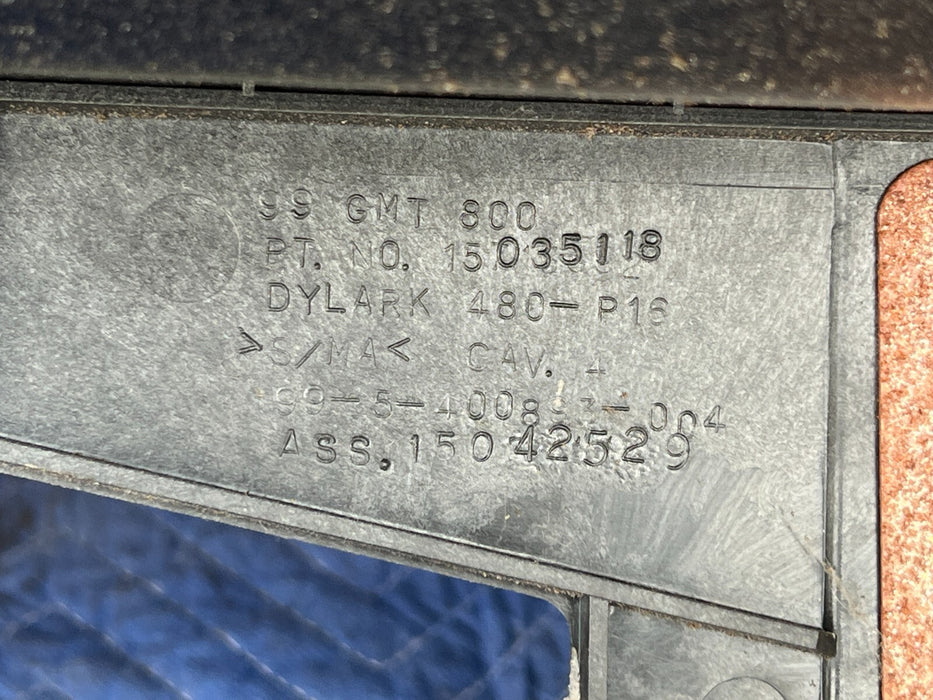 99 GMT 800
PT. NO. 15035118
DYLARK 480-P16
>S/MA< CAV. 4
ASS. 15042529